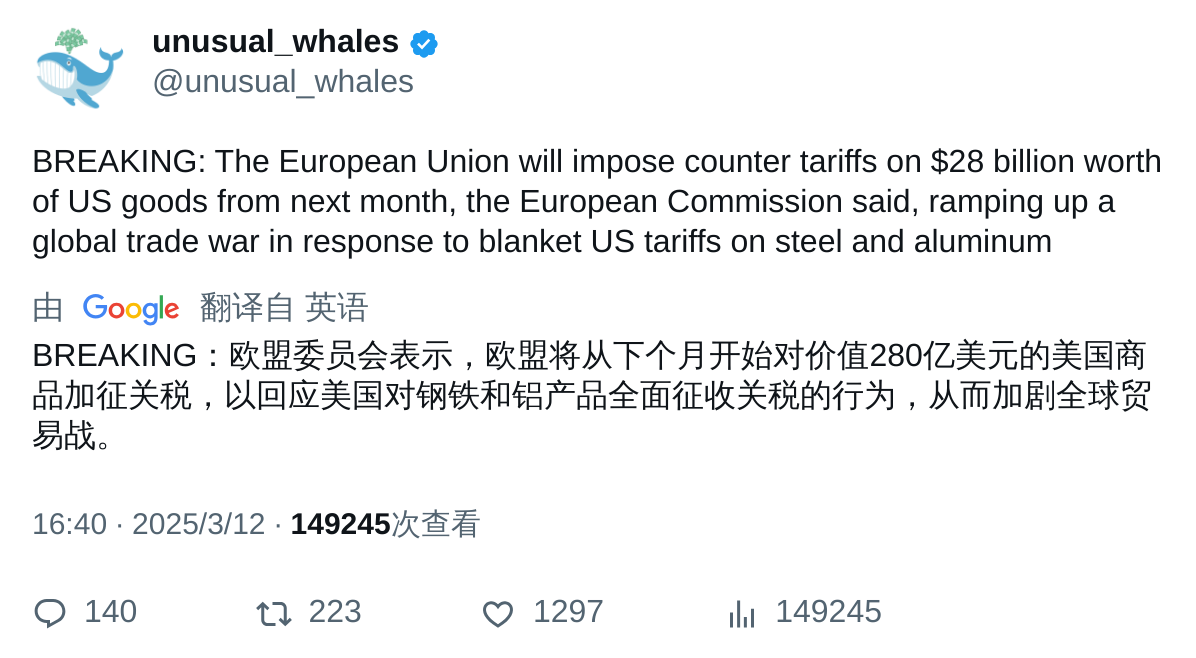 unusual_whales
@unusual_whales
BREAKING: The European Union will impose counter tariffs on $28 billion worth
of US goods from next month, the European Commission said, ramping up a
global trade war in response to blanket US tariffs on steel and aluminum
由 Google 翻译自 英语
BREAKING：欧盟委员会表示，欧盟将从下个月开始对价值280亿美元的美国商
品加征关税，以回应美国对钢铁和铝产品全面征收关税的行为，从而加剧全球贸
易战。
16:40 · 2025/3/12 · 149245次查看
140 223 1297 149245